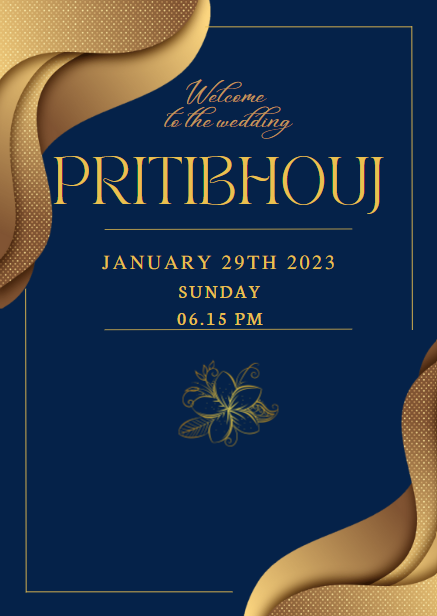 Welcome
to the wedding
PRITIBHOUJ
JANUARY 29TH 2023
SUNDAY
06.15 PM